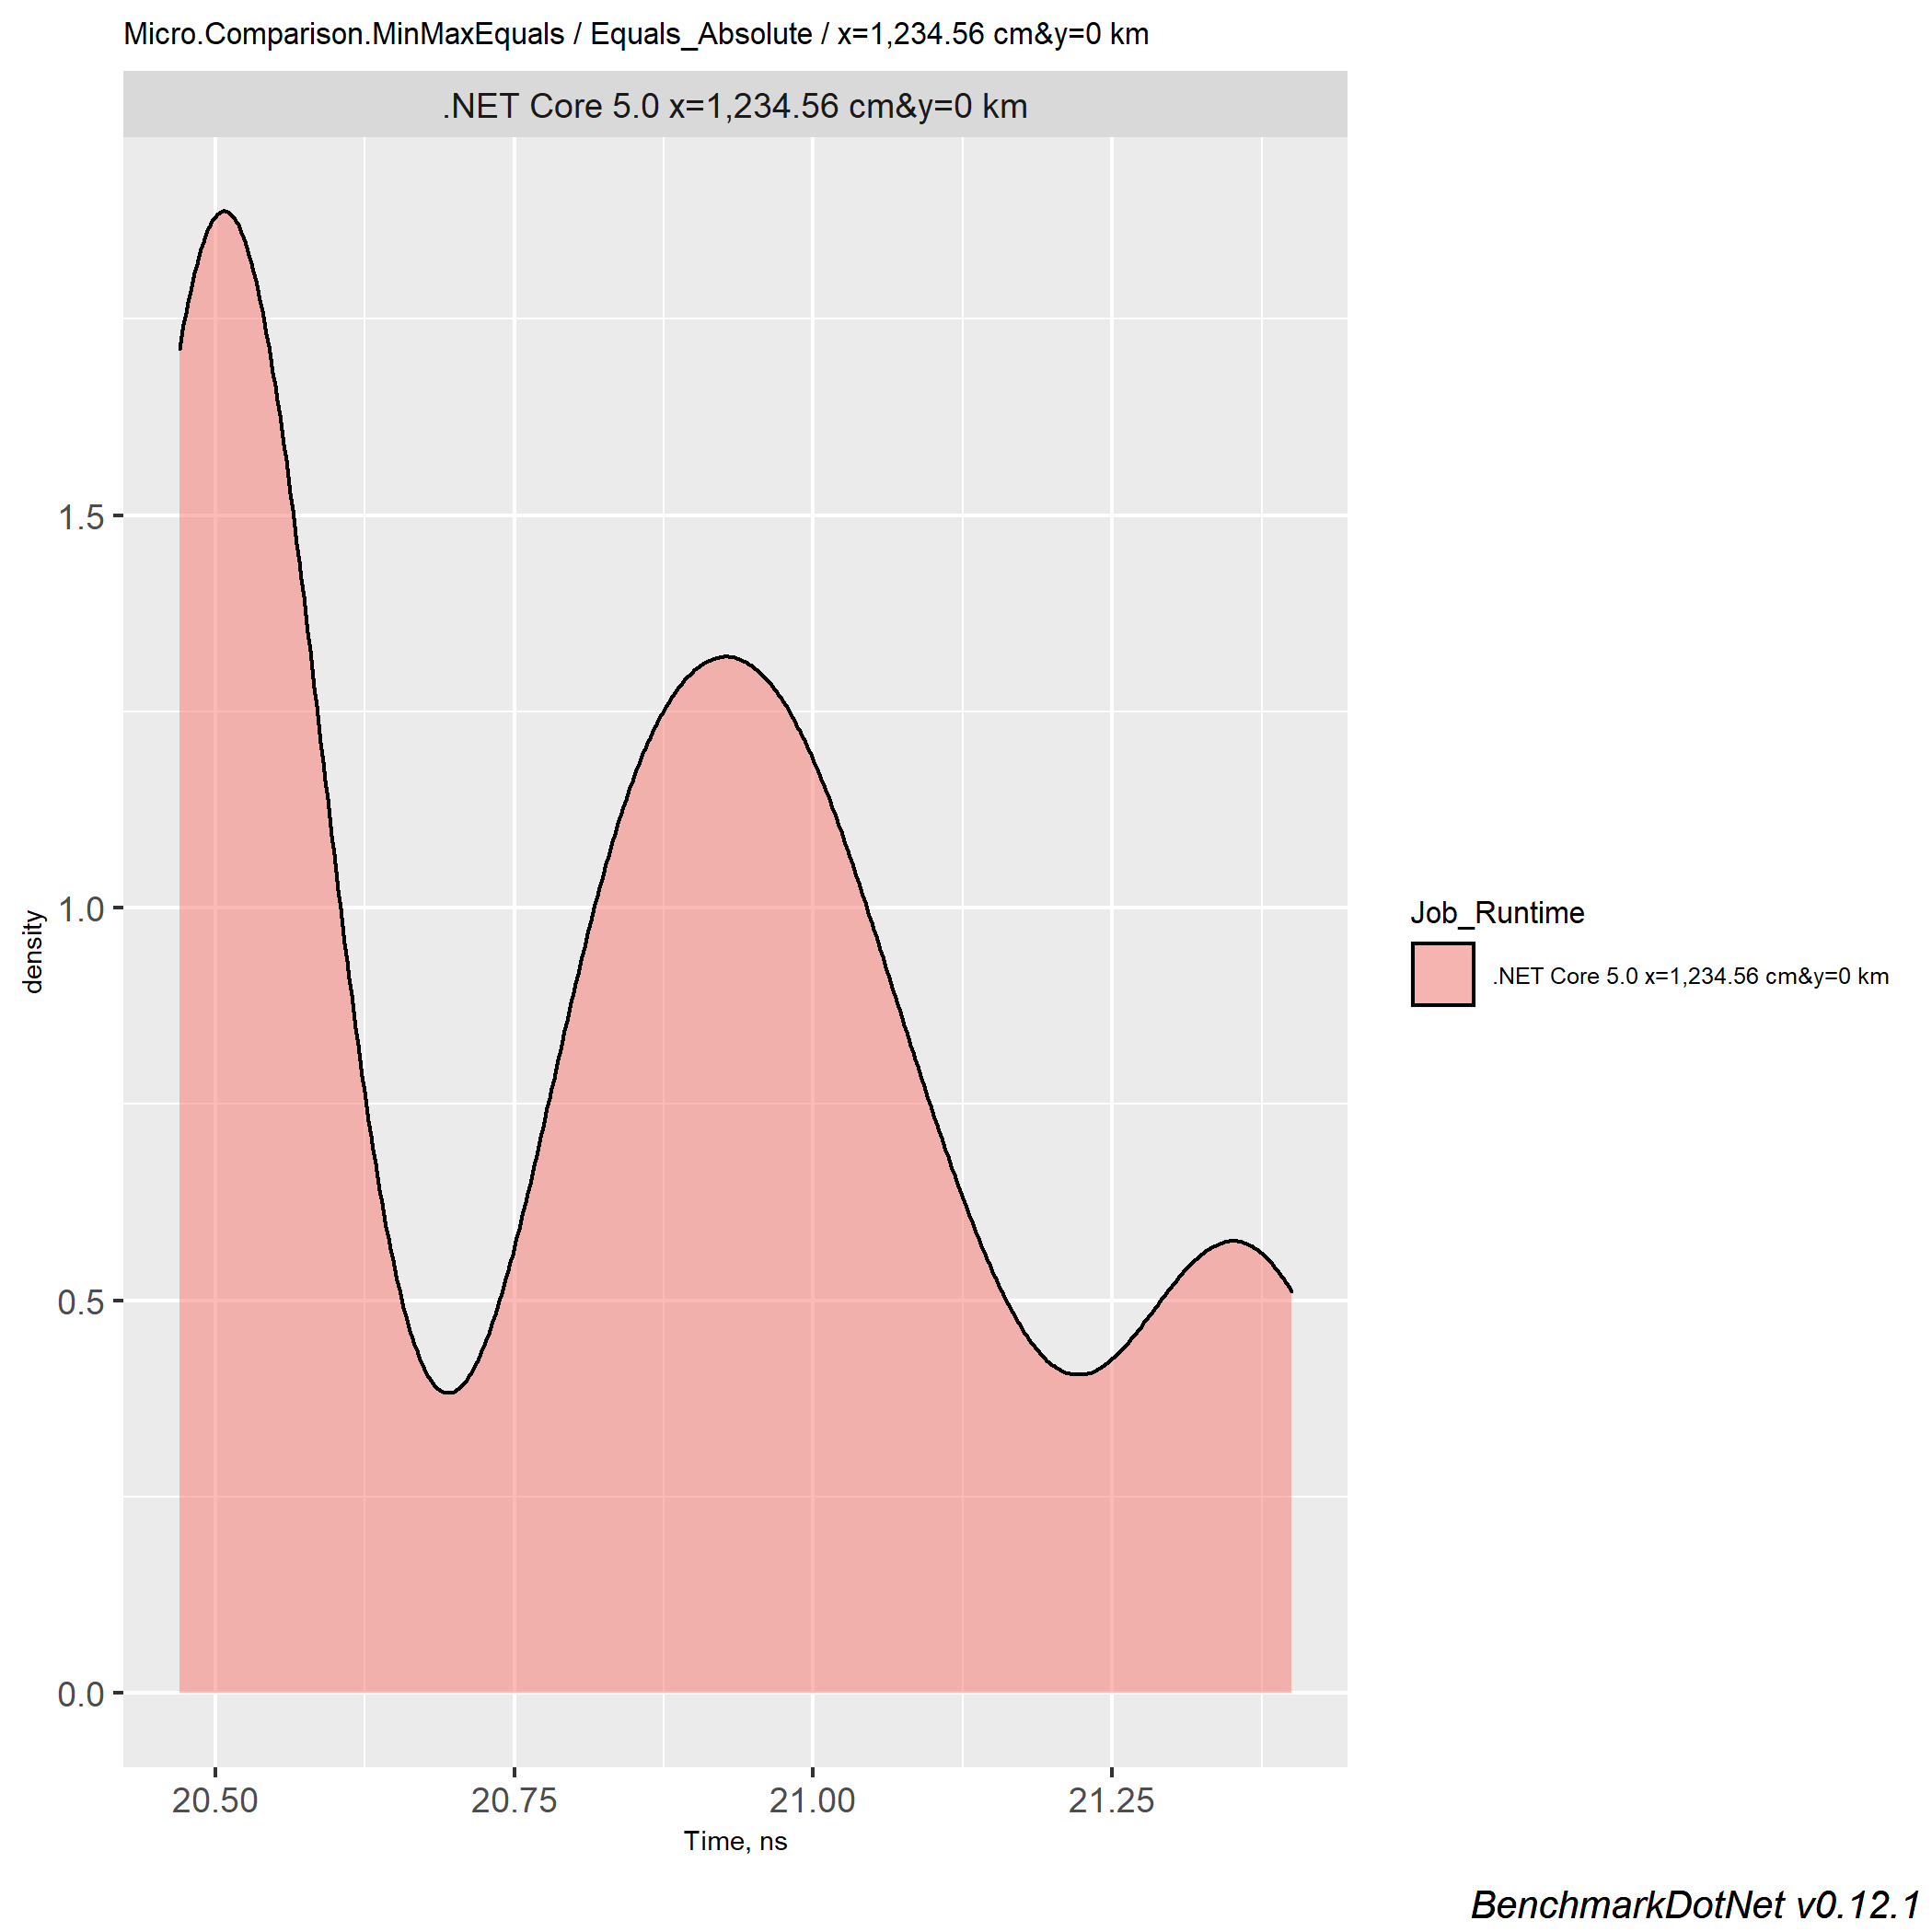 Micro.Comparison.MinMaxEquals / Equals_Absolute / x=1,234.56 cm&y=0 km
.NET Core 5.0 x=1,234.56 cm&y=0 km
1.5
1.0
0.5
0.0
density
20.50 20.75 21.00 21.25
Time, ns
Job_Runtime
.NET Core 5.0 x=1,234.56 cm&y=0 km
BenchmarkDotNet v0.12.1